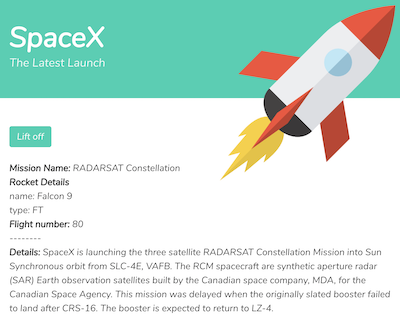 SpaceX
The Latest Launch
Lift off
Mission Name: RADARSAT Constellation
Rocket Details
name: Falcon 9
type: FT
Flight number: 80
--------
Details: SpaceX is launching the three satellite RADARSAT Constellation Mission into Sun
Synchronous orbit from SLC-4E, VAFB. The RCM spacecraft are synthetic aperture radar
(SAR) Earth observation satellites built by the Canadian space company, MDA, for the
Canadian Space Agency. This mission was delayed when the originally slated booster failed
to land after CRS-16. The booster is expected to return to LZ-4.